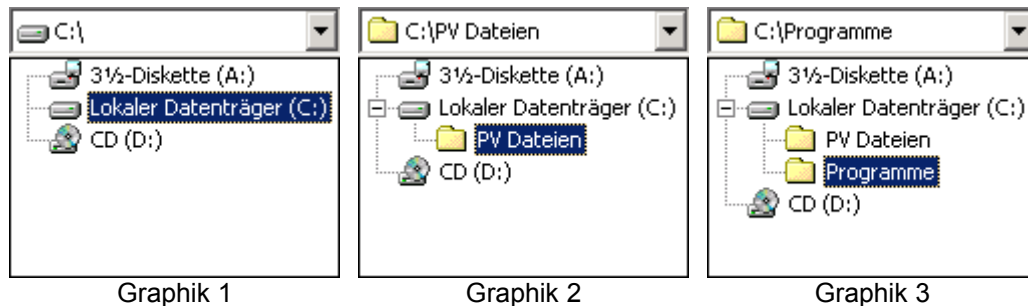 C:\
3½-Diskette (A:)
Lokaler Datenträger (C:)
CD (D:)
Graphik 1
C:\PV Dateien
3½-Diskette (A:)
Lokaler Datenträger (C:)
PV Dateien
CD (D:)
Graphik 2
C:\Programme
3½-Diskette (A:)
Lokaler Datenträger (C:)
PV Dateien
Programme
CD (D:)
Graphik 3